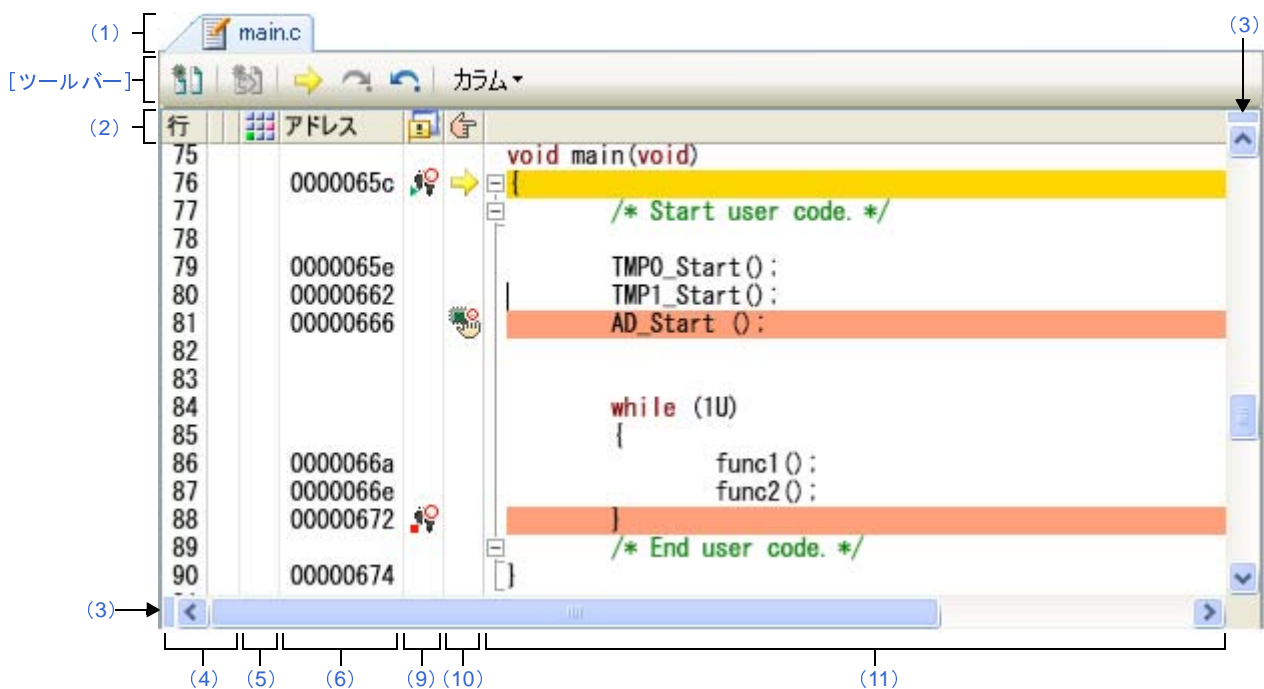 (1) main.c (3)
[ツールバー] カラム
(2) 行 アドレス
75 void main(void)
76 0000065c {
77 /* Start user code. */
78
79 0000065e TMP0_Start();
80 00000662 TMP1_Start();
81 00000666 AD_Start ();
82
83
84 while (1U)
85 {
86 0000066a func1();
87 0000066e func2();
88 00000672 }
89 /* End user code. */
90 00000674 }
(3)
(4) (5) (6) (9) (10) (11)